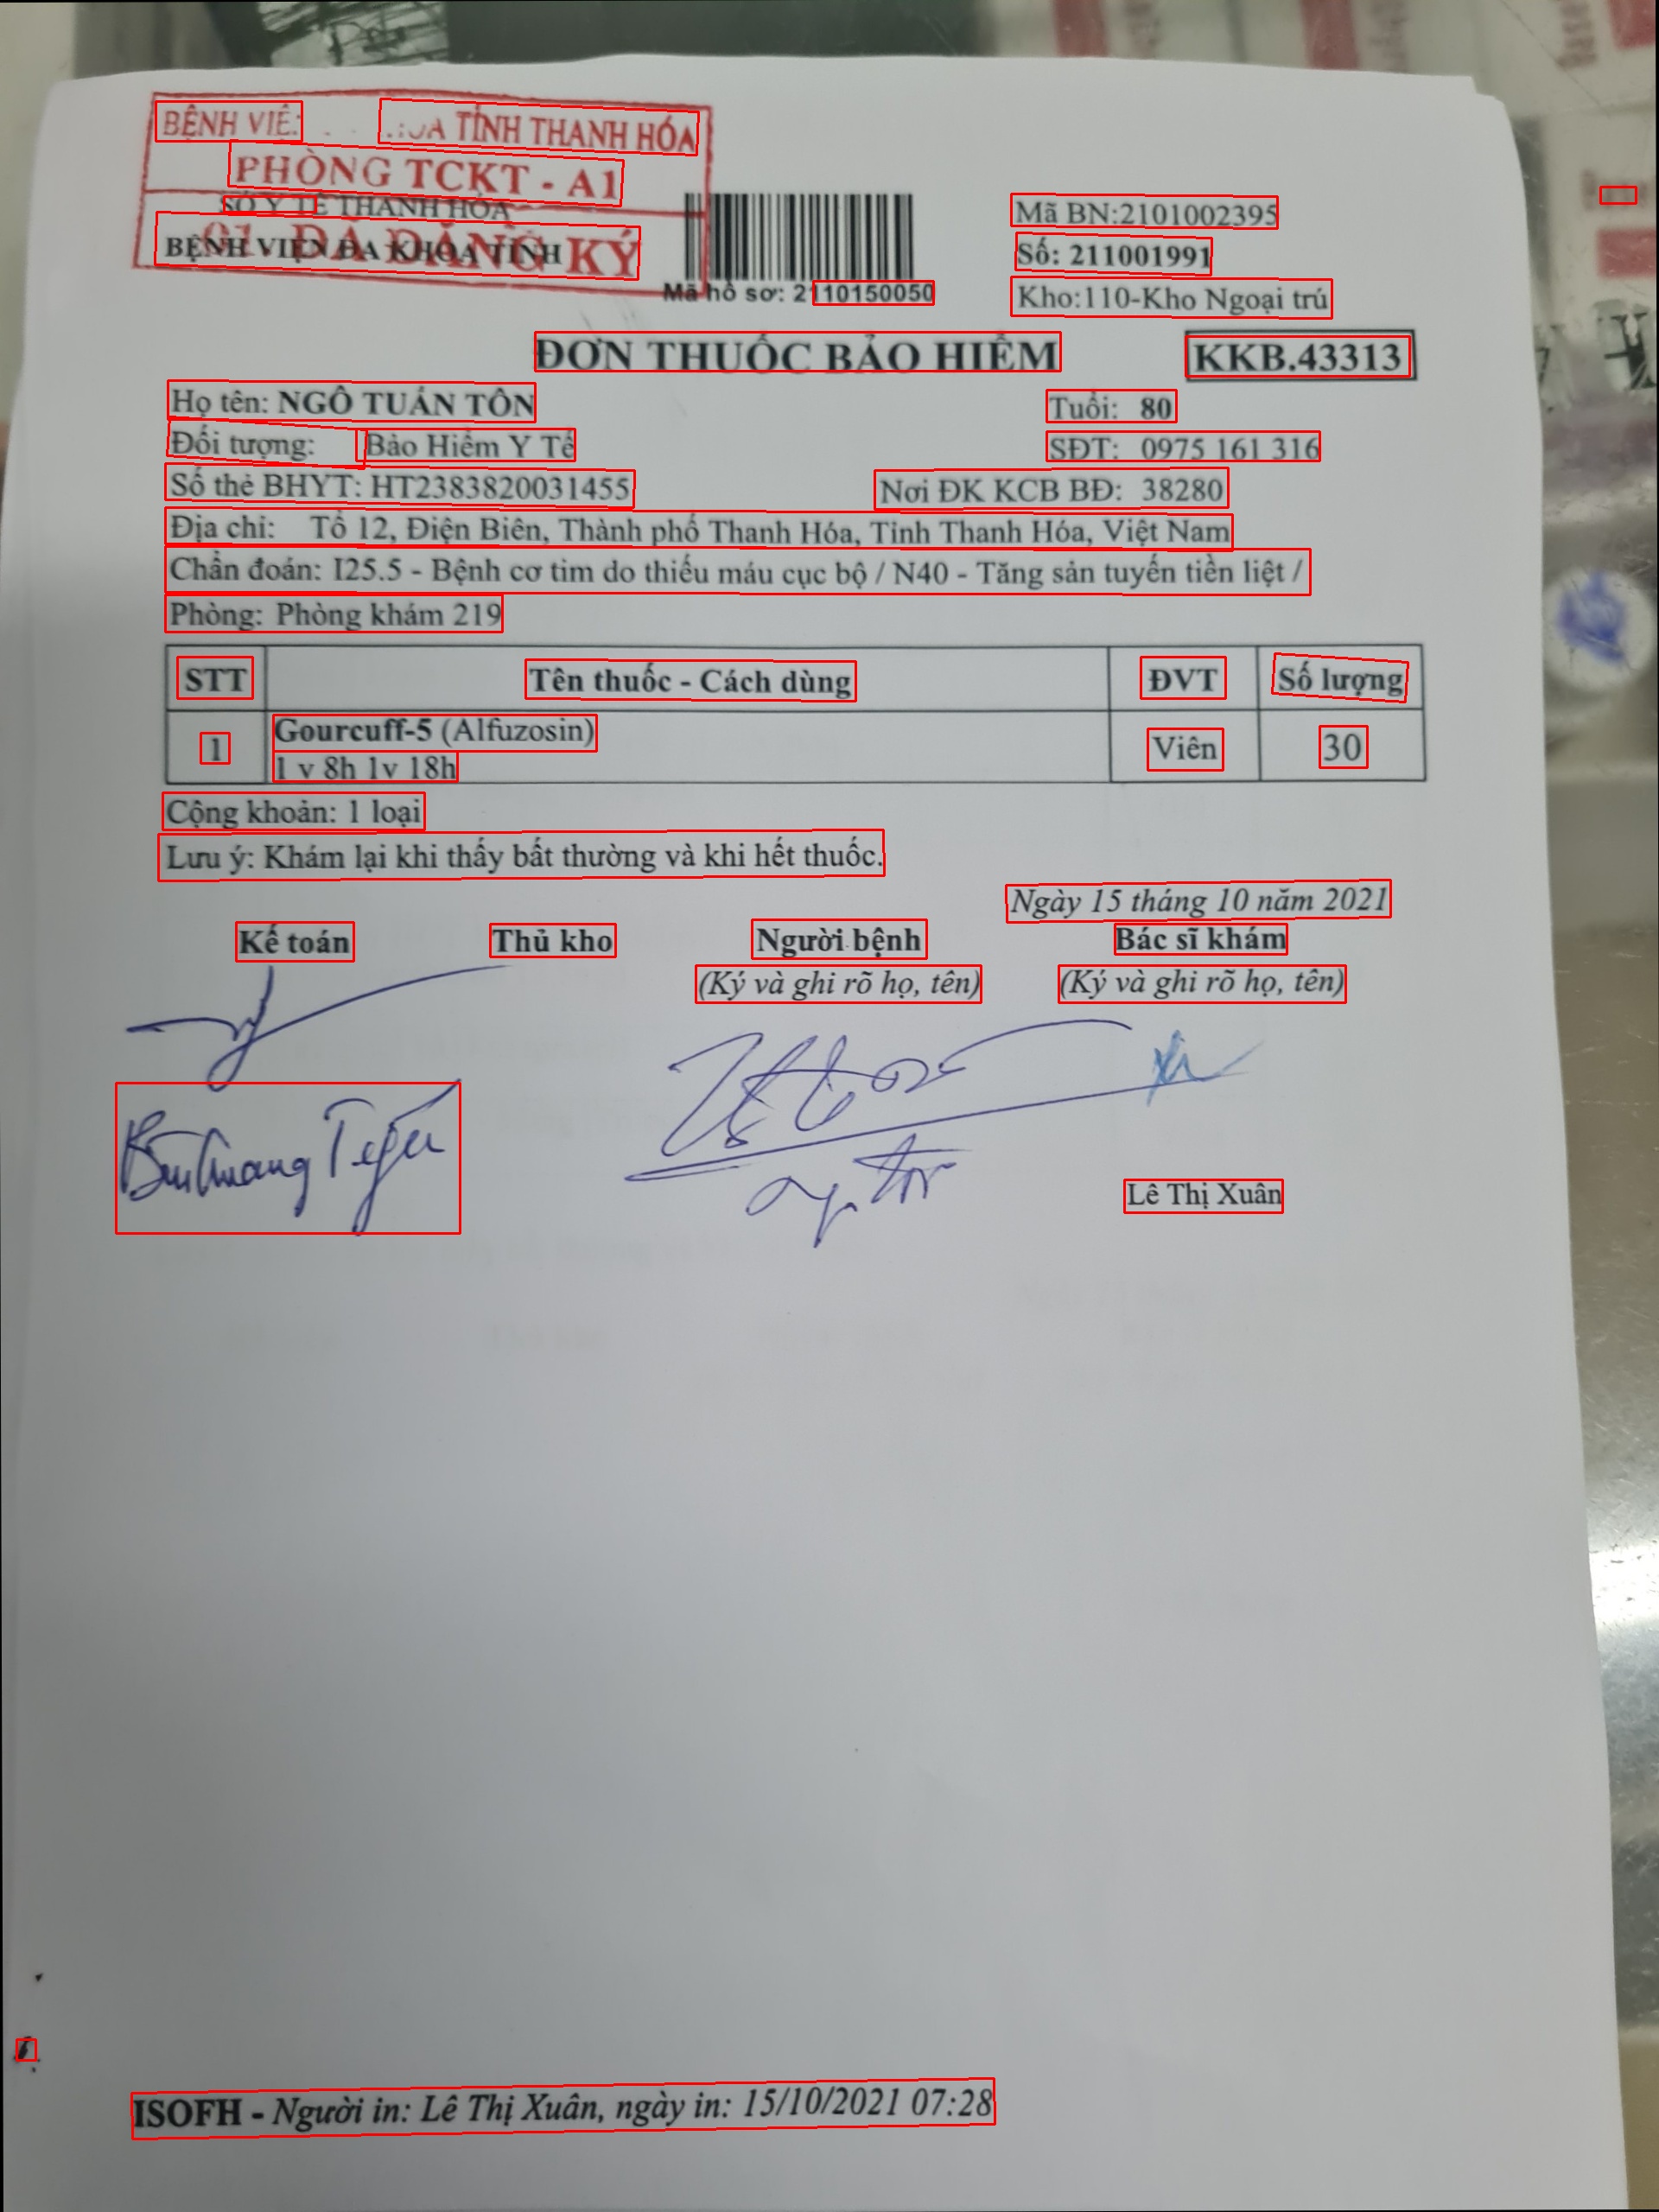 BỆNH VIỆ HOA TỈNH THANH HÓA
PHÒNG TCKT - A1
SỞ Y TẾ THANH HÓA
01 ĐÃ ĐĂNG KÝ
BỆNH VIỆN ĐA KHOA TỈNH
Mã BN:2101002395
Số: 211001991
Mã hồ sơ: 2110150050
Kho:110-Kho Ngoại trú
ĐƠN THUỐC BẢO HIỂM
KKB.43313
Họ tên: NGÔ TUẤN TÔN Tuổi: 80
Đối tượng: Bảo Hiểm Y Tế SĐT: 0975 161 316
Số thẻ BHYT: HT2383820031455 Nơi ĐK KCB BĐ: 38280
Địa chỉ: Tổ 12, Điện Biên, Thành phố Thanh Hóa, Tỉnh Thanh Hóa, Việt Nam
Chẩn đoán: I25.5 - Bệnh cơ tim do thiếu máu cục bộ / N40 - Tăng sản tuyến tiền liệt /
Phòng: Phòng khám 219
STT Tên thuốc - Cách dùng ĐVT Số lượng
1 Gourcuff-5 (Alfuzosin) Viên 30
1 v 8h 1v 18h
Cộng khoản: 1 loại
Lưu ý: Khám lại khi thấy bất thường và khi hết thuốc.
Ngày 15 tháng 10 năm 2021
Kế toán Thủ kho Người bệnh Bác sĩ khám
(Ký và ghi rõ họ, tên) (Ký và ghi rõ họ, tên)
Lê Thị Xuân
ISOFH - Người in: Lê Thị Xuân, ngày in: 15/10/2021 07:28